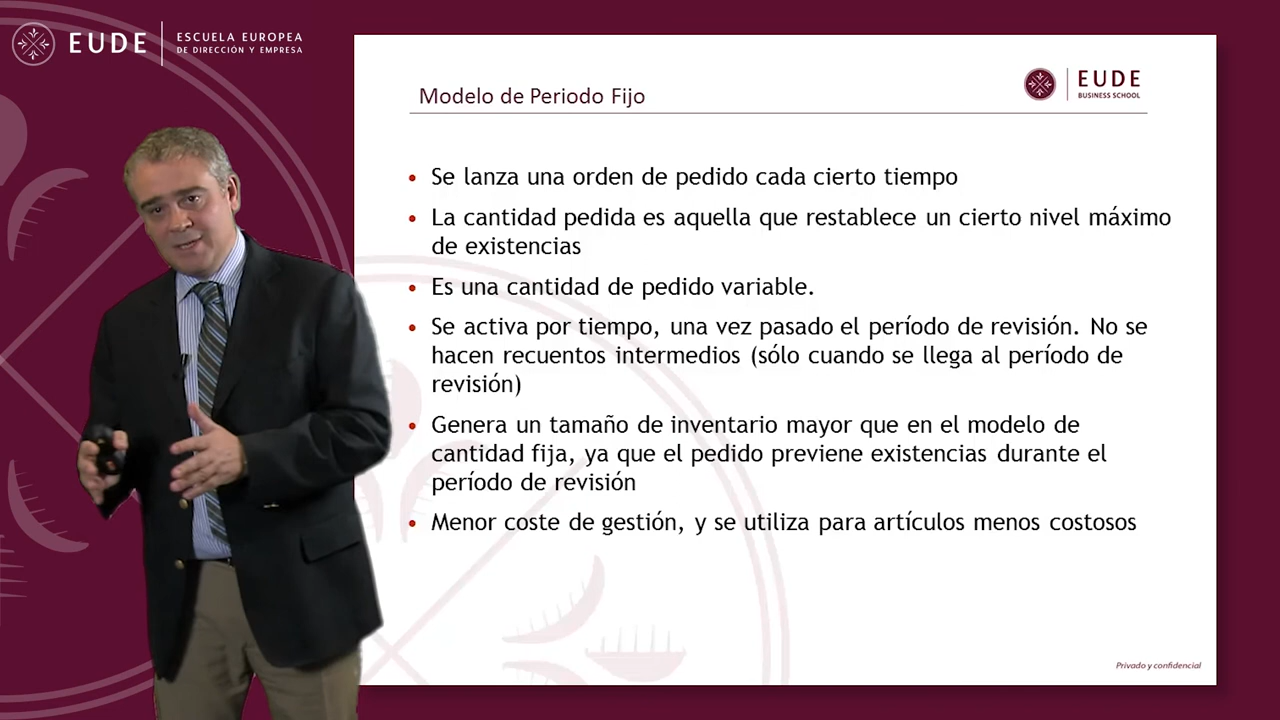 EUDE
ESCUELA EUROPEA
DE DIRECCIÓN Y EMPRESA
Modelo de Periodo Fijo
EUDE
BUSINESS SCHOOL
• Se lanza una orden de pedido cada cierto tiempo
• La cantidad pedida es aquella que restablece un cierto nivel máximo
de existencias
• Es una cantidad de pedido variable.
• Se activa por tiempo, una vez pasado el período de revisión. No se
hacen recuentos intermedios (sólo cuando se llega al período de
revisión)
• Genera un tamaño de inventario mayor que en el modelo de
cantidad fija, ya que el pedido previene existencias durante el
período de revisión
• Menor coste de gestión, y se utiliza para artículos menos costosos
Privado y confidencial